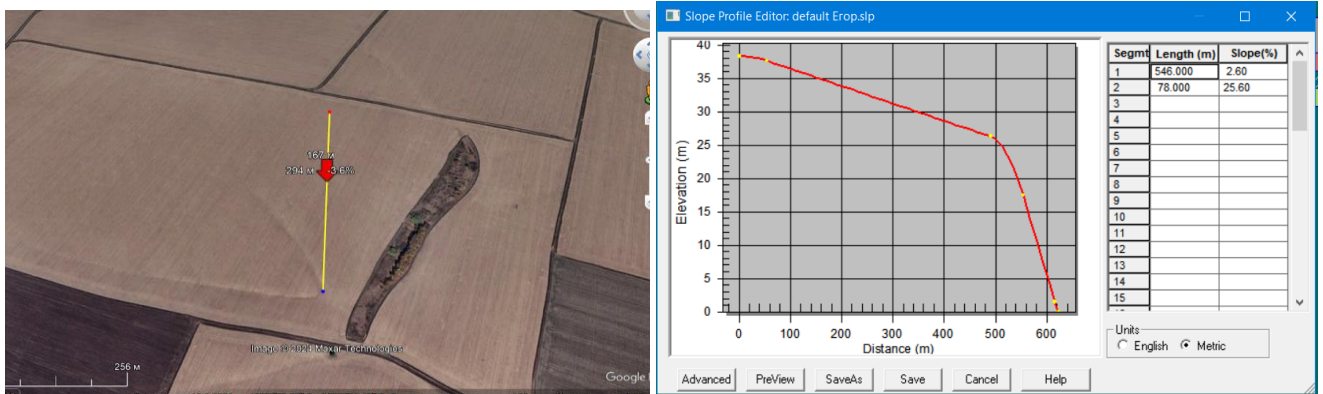 167 м
294 м -3.6%
Image © 2024 Maxar Technologies
256 м
Google
Slope Profile Editor: default Erop.slp
40
35
30
25
20
15
10
5
0
Elevation (m)
0 100 200 300 400 500 600
Distance (m)
Segmt Length (m) Slope(%)
1 546.000 2.60
2 78.000 25.60
3
4
5
6
7
8
9
10
11
12
13
14
15
Units
English Metric
Advanced PreView SaveAs Save Cancel Help